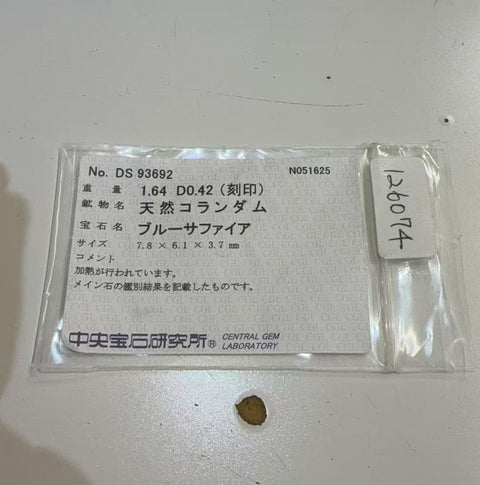 No. DS 93692 N051625
重量 1.64 D0.42 (刻印)
鉱物名 天然コランダム
宝石名 ブルーサファイア
サイズ 7.8 × 6.1 × 3.7 mm
コメント
加熱が行われています。
メイン石の鑑別結果を記載したものです。
中央宝石研究所® CENTRAL GEM
LABORATORY
126074